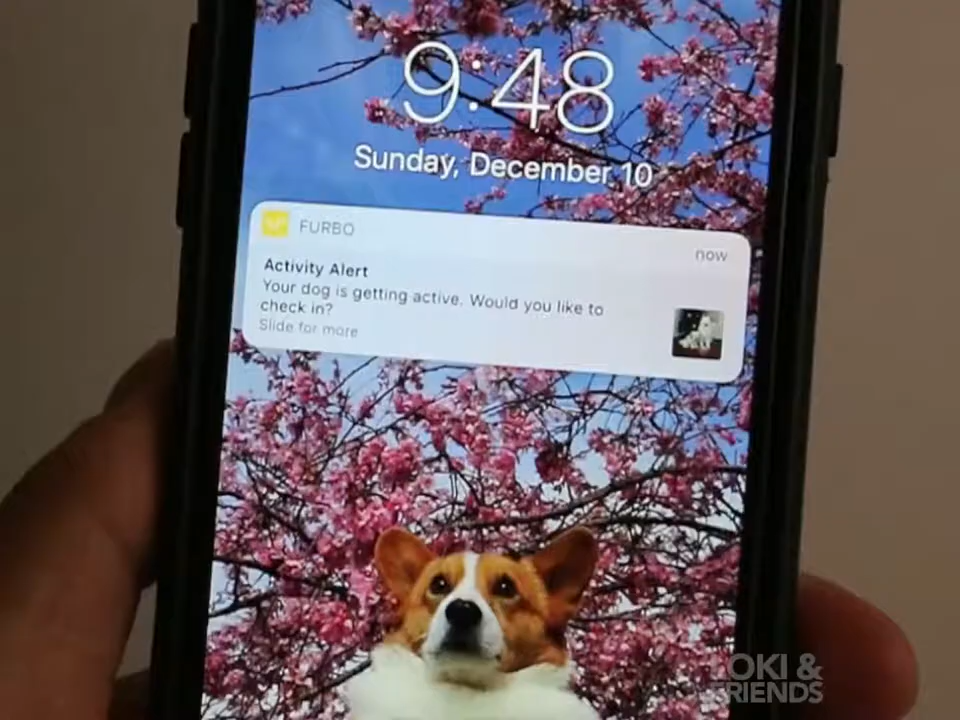 9:48
Sunday, December 10
FURBO
now
Activity Alert
Your dog is getting active. Would you like to
check in?
Slide for more
LOKI &
FRIENDS